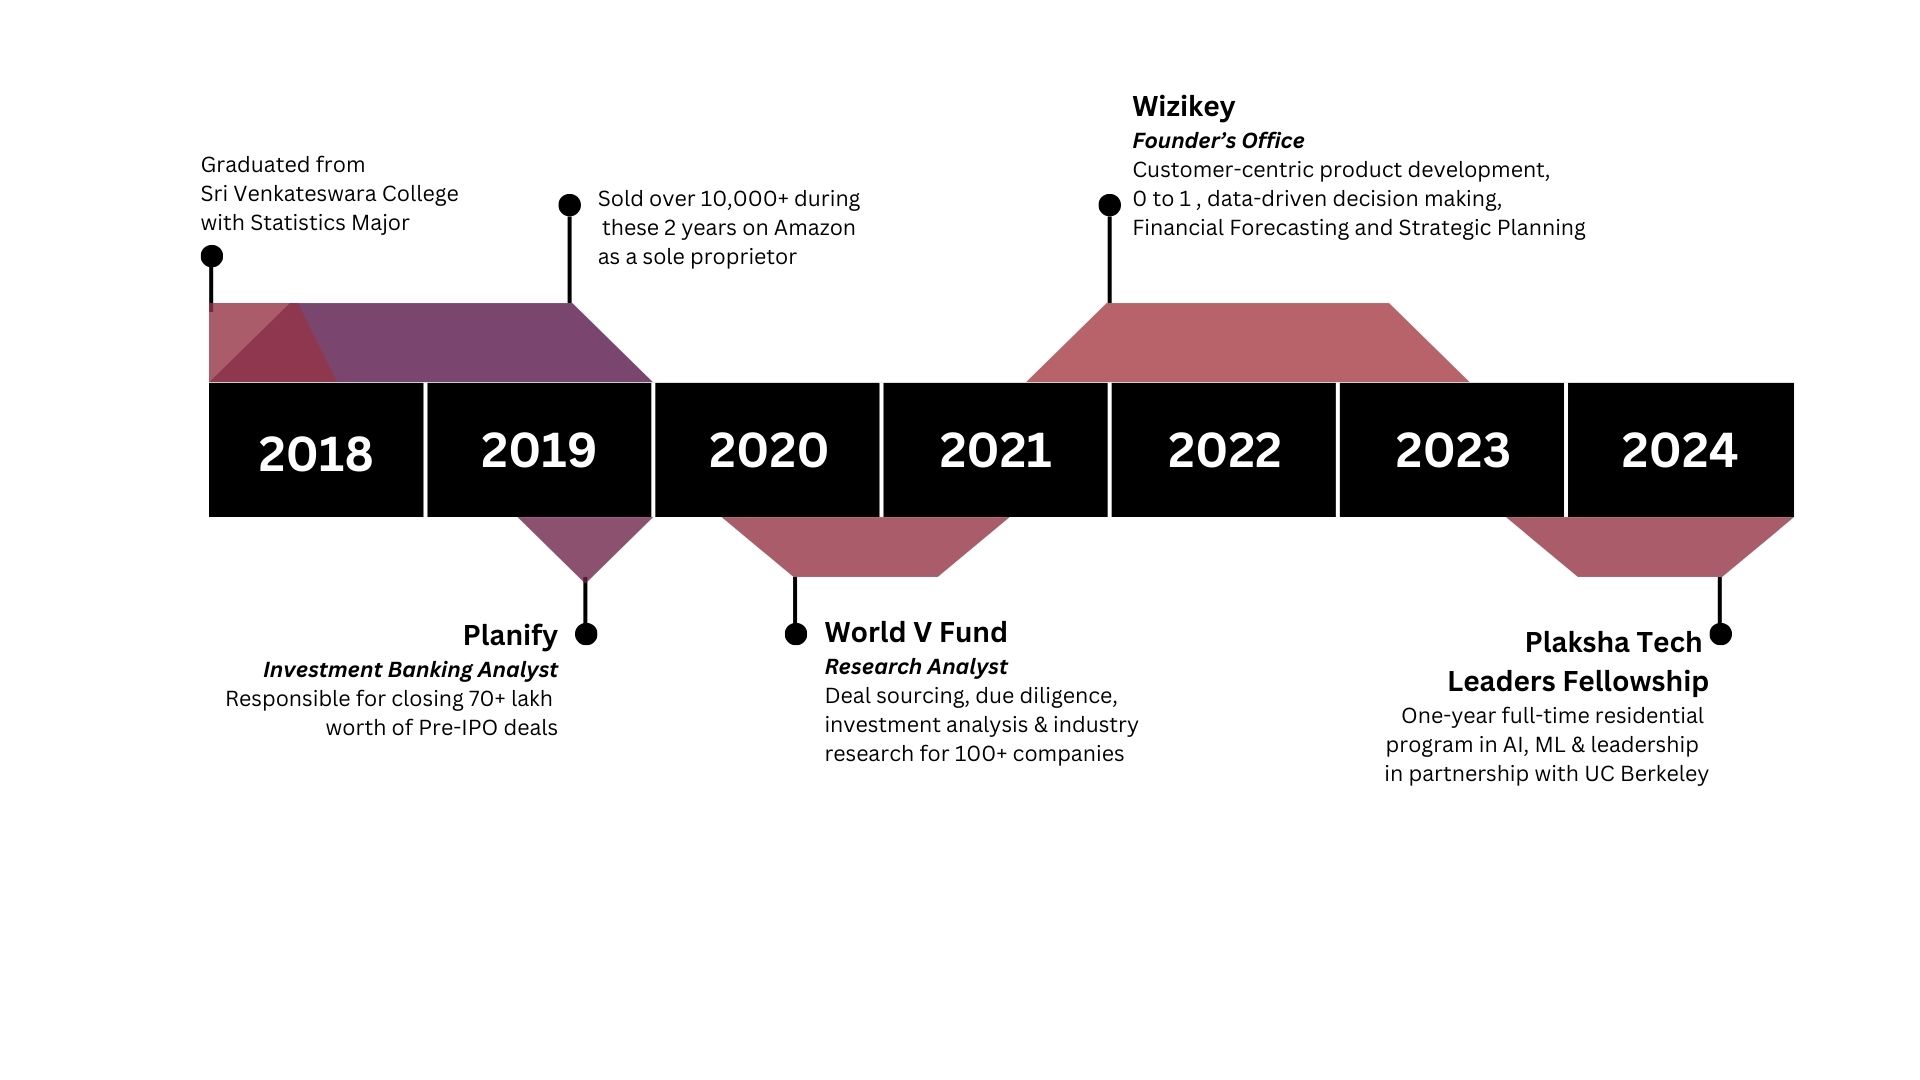 Graduated from
Sri Venkateswara College
with Statistics Major
Sold over 10,000+ during
these 2 years on Amazon
as a sole proprietor
Wizikey
Founder’s Office
Customer-centric product development,
0 to 1 , data-driven decision making,
Financial Forecasting and Strategic Planning
2018
2019
2020
2021
2022
2023
2024
Planify
Investment Banking Analyst
Responsible for closing 70+ lakh
worth of Pre-IPO deals
World V Fund
Research Analyst
Deal sourcing, due diligence,
investment analysis & industry
research for 100+ companies
Plaksha Tech
Leaders Fellowship
One-year full-time residential
program in AI, ML & leadership
in partnership with UC Berkeley